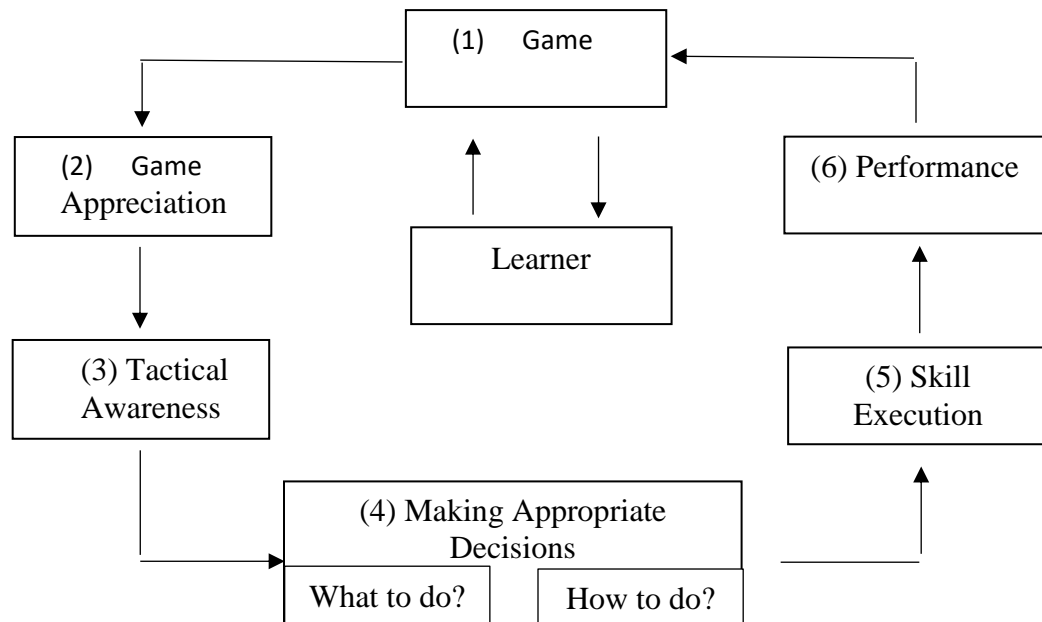 (1) Game
(2) Game
Appreciation
(6) Performance
Learner
(3) Tactical
Awareness
(5) Skill
Execution
(4) Making Appropriate
Decisions
What to do?
How to do?